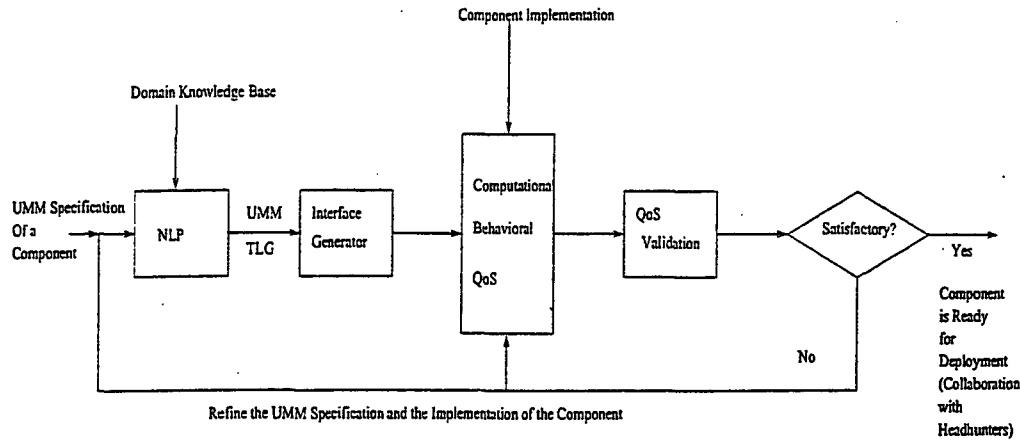 Component Implementation
Domain Knowledge Base
UMM Specification
Of a
Component
NLP
UMM
TLG
Interface
Generator
Computational
Behavioral
QoS
QoS
Validation
Satisfactory?
Yes
No
Component
is Ready
for
Deployment
(Collaboration
with
Headhunters)
Refine the UMM Specification and the Implementation of the Component